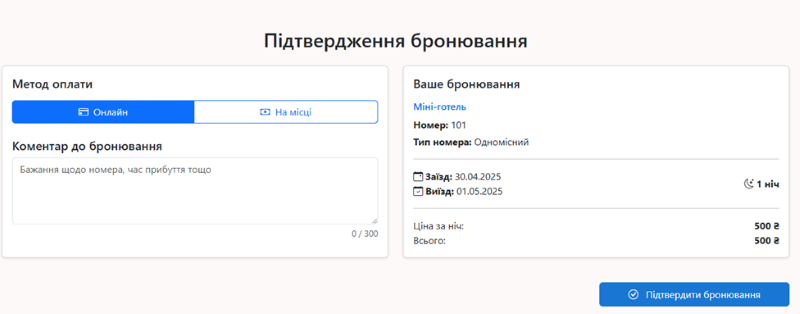 Підтвердження бронювання
Метод оплати
Онлайн
На місці
Коментар до бронювання
Бажання щодо номера, час прибуття тощо
0 / 300
Ваше бронювання
Міні-готель
Номер: 101
Тип номера: Одномісний
Заїзд: 30.04.2025
Виїзд: 01.05.2025
1 ніч
Ціна за ніч: 500 ₴
Всього: 500 ₴
Підтвердити бронювання